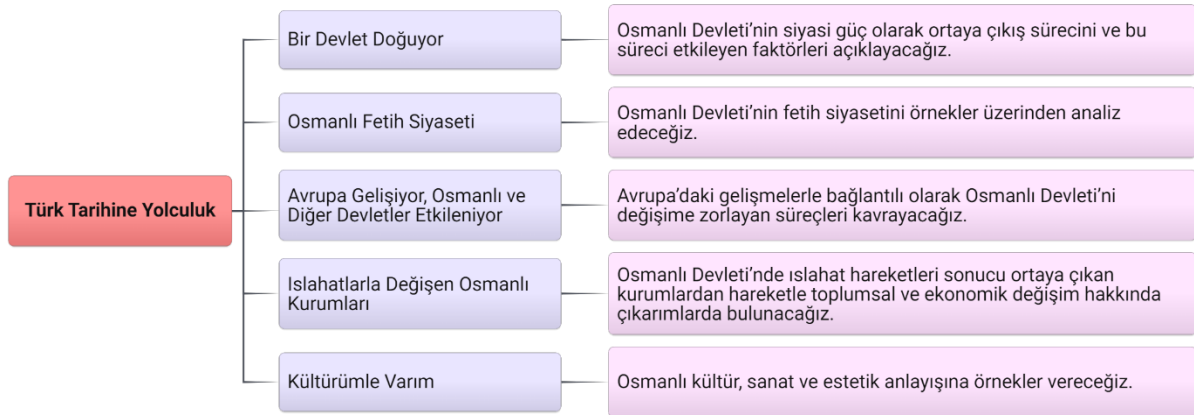 Türk Tarihine Yolculuk
Bir Devlet Doğuyor
Osmanlı Devleti’nin siyasi güç olarak ortaya çıkış sürecini ve bu
süreci etkileyen faktörleri açıklayacağız.
Osmanlı Fetih Siyaseti
Osmanlı Devleti’nin fetih siyasetini örnekler üzerinden analiz
edeceğiz.
Avrupa Gelişiyor, Osmanlı ve
Diğer Devletler Etkileniyor
Avrupa’daki gelişmelerle bağlantılı olarak Osmanlı Devleti’ni
değişime zorlayan süreçleri kavrayacağız.
Islahatlarla Değişen Osmanlı
Kurumları
Osmanlı Devleti’nde ıslahat hareketleri sonucu ortaya çıkan
kurumlardan hareketle toplumsal ve ekonomik değişim hakkında
çıkarımlarda bulunacağız.
Kültürümle Varım
Osmanlı kültür, sanat ve estetik anlayışına örnekler vereceğiz.